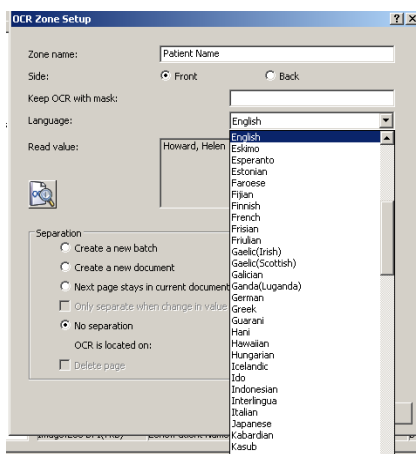 OCR Zone Setup
Zone name:
Patient Name
Side:
Front
Back
Keep OCR with mask:
Language:
English
Read value:
Howard, Helen
English
Eskimo
Esperanto
Estonian
Faroese
Fijian
Finnish
French
Frisian
Friulian
Gaelic(Irish)
Gaelic(Scottish)
Galician
Ganda(Luganda)
German
Greek
Guarani
Hani
Hawaiian
Hungarian
Icelandic
Ido
Indonesian
Interlingua
Italian
Japanese
Kabardian
Kasub
Separation
Create a new batch
Create a new document
Next page stays in current document
Only separate when change in value
No separation
OCR is located on:
Delete page